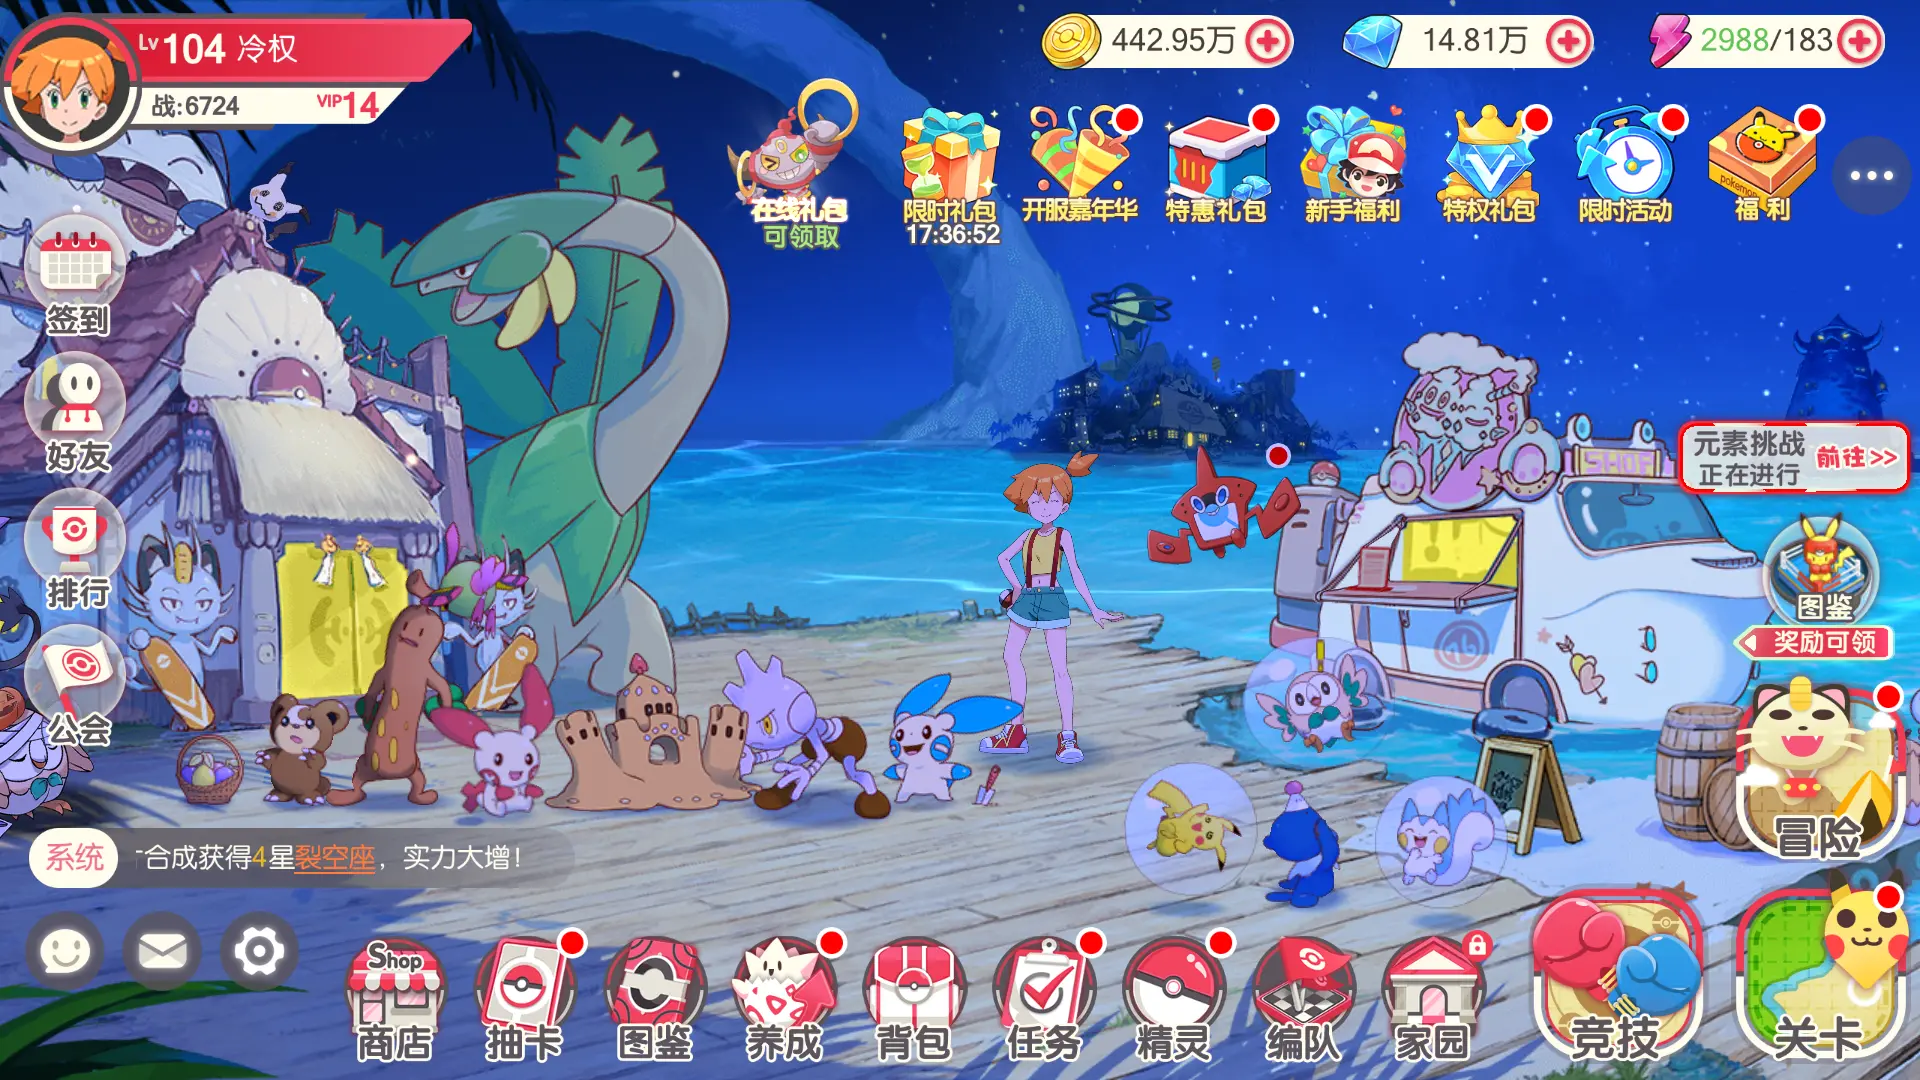 Lv 104 冷权
战:6724
VIP14
442.95万
14.81万
2988/183
在线礼包
可领取
限时礼包
17:36:52
开服嘉年华
特惠礼包
新手福利
特权礼包
限时活动
pokemon
福利
签到
好友
排行
公会
SHOP
元素挑战
正在进行
前往>>
图鉴
奖励可领
冒险
系统
合成获得4星裂空座，实力大增！
Shop
商店
抽卡
图鉴
养成
背包
任务
精灵
编队
家园
竞技
关卡